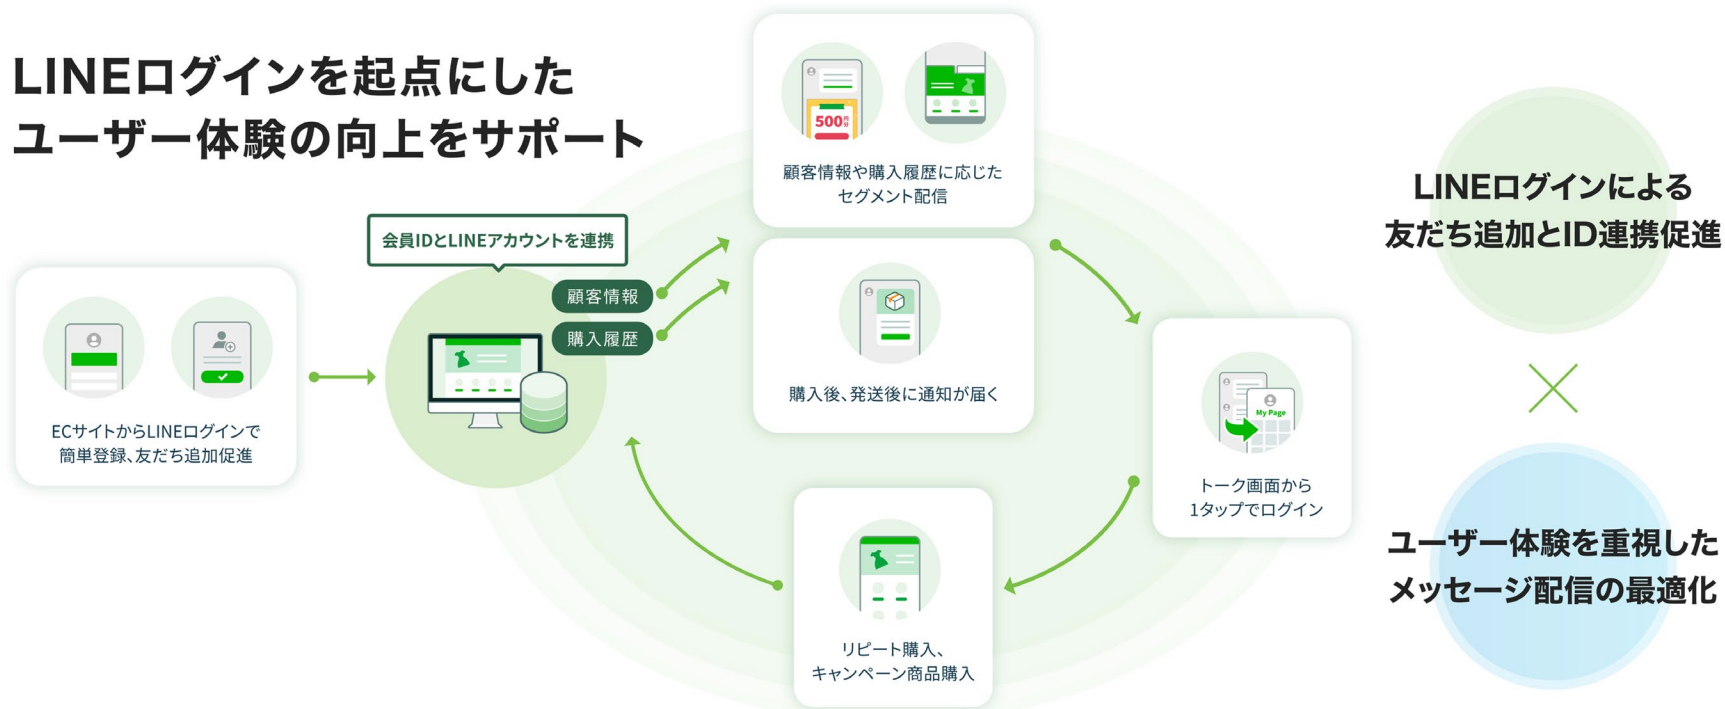 LINEログインを起点にした
ユーザー体験の向上をサポート
ECサイトからLINEログインで
簡単登録、友だち追加促進
会員IDとLINEアカウントを連携
顧客情報
購入履歴
500円分
顧客情報や購入履歴に応じた
セグメント配信
購入後、発送後に通知が届く
My Page
トーク画面から
1タップでログイン
リピート購入、
キャンペーン商品購入
LINEログインによる
友だち追加とID連携促進
ユーザー体験を重視した
メッセージ配信の最適化